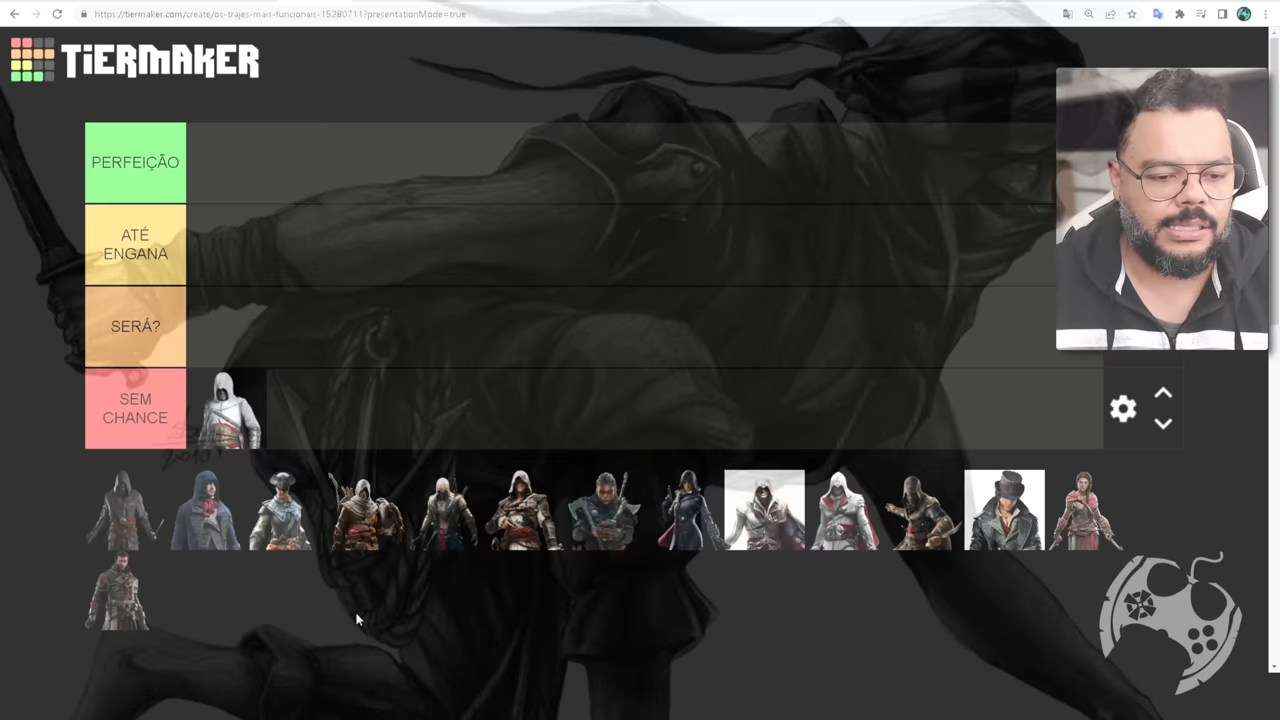 https://tiermaker.com/create/os-trajes-mais-funcionais-15280711?presentationMode=true
TIERMAKER
PERFEIÇÃO
ATÉ
ENGANA
SERÁ?
SEM
CHANCE